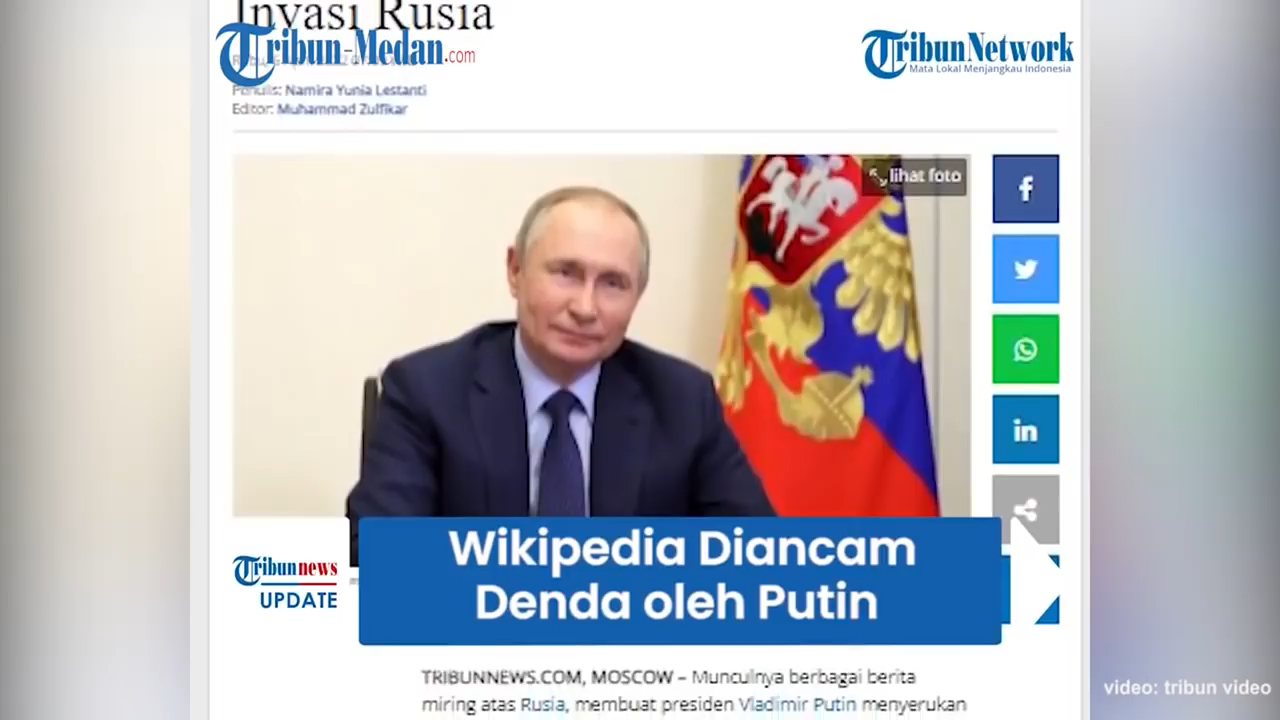 Invasi Rusia
Tribun-Medan.com
TribunNetwork
Mata Lokal Menjangkau Indonesia
Penulis: Namira Yunia Lestanti
Editor: Muhammad Zulfikar
lihat foto
Tribunnews
UPDATE
Wikipedia Diancam
Denda oleh Putin
TRIBUNNEWS.COM, MOSCOW – Munculnya berbagai berita
miring atas Rusia, membuat presiden Vladimir Putin menyerukan
video: tribun video